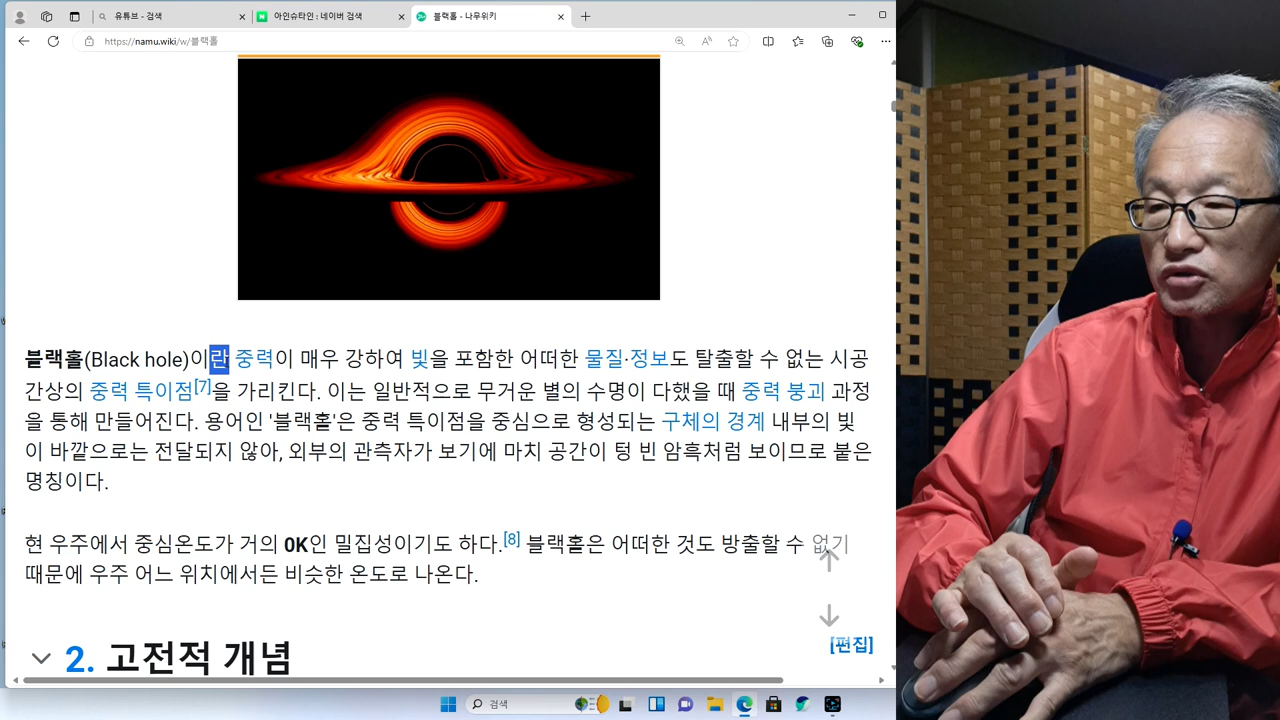 유튜브 - 검색
아인슈타인 : 네이버 검색
블랙홀 - 나무위키
https://namu.wiki/w/블랙홀
블랙홀(Black hole)이란 중력이 매우 강하여 빛을 포함한 어떠한 물질·정보도 탈출할 수 없는 시공
간상의 중력 특이점[7]을 가리킨다. 이는 일반적으로 무거운 별의 수명이 다했을 때 중력 붕괴 과정
을 통해 만들어진다. 용어인 '블랙홀'은 중력 특이점을 중심으로 형성되는 구체의 경계 내부의 빛
이 바깥으로는 전달되지 않아, 외부의 관측자가 보기에 마치 공간이 텅 빈 암흑처럼 보이므로 붙은
명칭이다.
현 우주에서 중심온도가 거의 0K인 밀집성이기도 하다.[8] 블랙홀은 어떠한 것도 방출할 수 없기
때문에 우주 어느 위치에서든 비슷한 온도로 나온다.
[편집]
2. 고전적 개념
검색